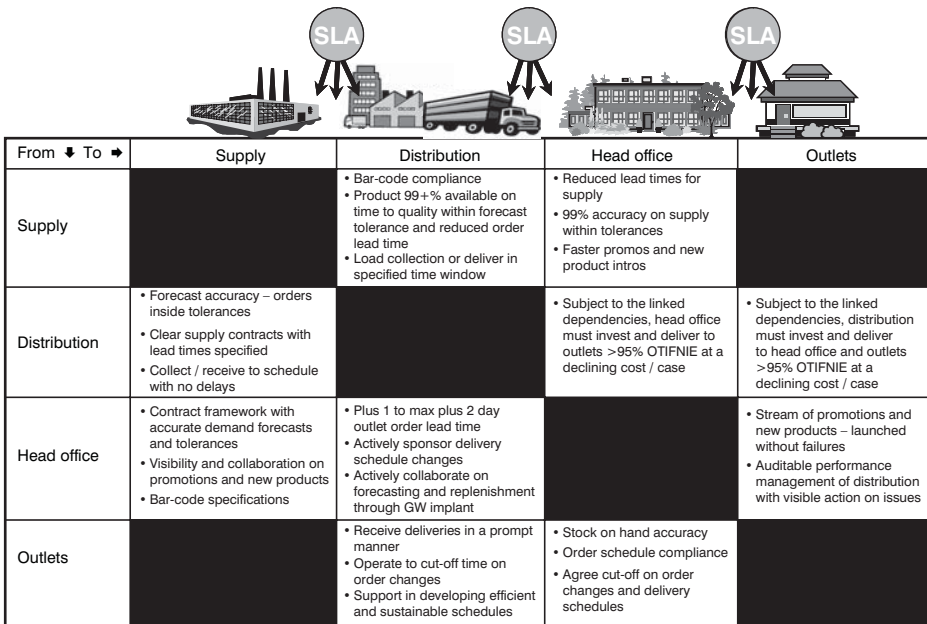 SLA
SLA
SLA
From ⬇ To ➡
Supply
Distribution
Head office
Outlets
Supply
• Bar-code compliance
• Product 99+% available on
time to quality within forecast
tolerance and reduced order
lead time
• Load collection or deliver in
specified time window
• Reduced lead times for
supply
• 99% accuracy on supply
within tolerances
• Faster promos and new
product intros
Distribution
• Forecast accuracy – orders
inside tolerances
• Clear supply contracts with
lead times specified
• Collect / receive to schedule
with no delays
• Subject to the linked
dependencies, head office
must invest and deliver to
outlets >95% OTIFNIE at a
declining cost / case
• Subject to the linked
dependencies, distribution
must invest and deliver
to head office and outlets
>95% OTIFNIE at a
declining cost / case
Head office
• Contract framework with
accurate demand forecasts
and tolerances
• Visibility and collaboration on
promotions and new products
• Bar-code specifications
• Plus 1 to max plus 2 day
outlet order lead time
• Actively sponsor delivery
schedule changes
• Actively collaborate on
forecasting and replenishment
through GW implant
• Stream of promotions and
new products – launched
without failures
• Auditable performance
management of distribution
with visible action on issues
Outlets
• Receive deliveries in a prompt
manner
• Operate to cut-off time on
order changes
• Support in developing efficient
and sustainable schedules
• Stock on hand accuracy
• Order schedule compliance
• Agree cut-off on order
changes and delivery
schedules